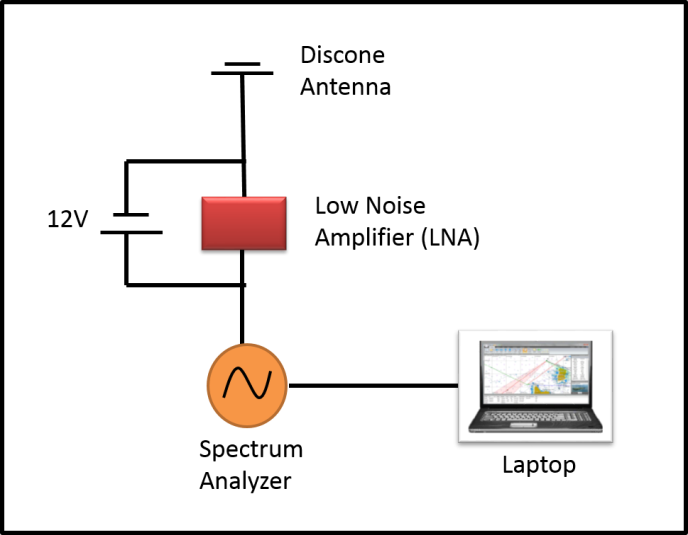 Discone
Antenna
12V
Low Noise
Amplifier (LNA)
Spectrum
Analyzer
Laptop